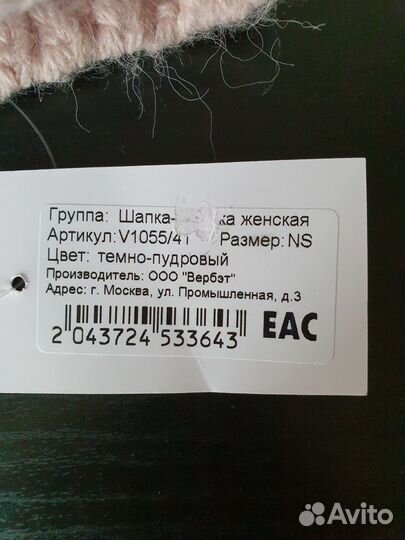 Группа: Шапка- ка женская
Артикул: V1055/41 Размер: NS
Цвет: темно-пудровый
Производитель: ООО "Вербэт"
Адрес: г. Москва, ул. Промышленная, д.3
2 043724 533643
EAC
Avito